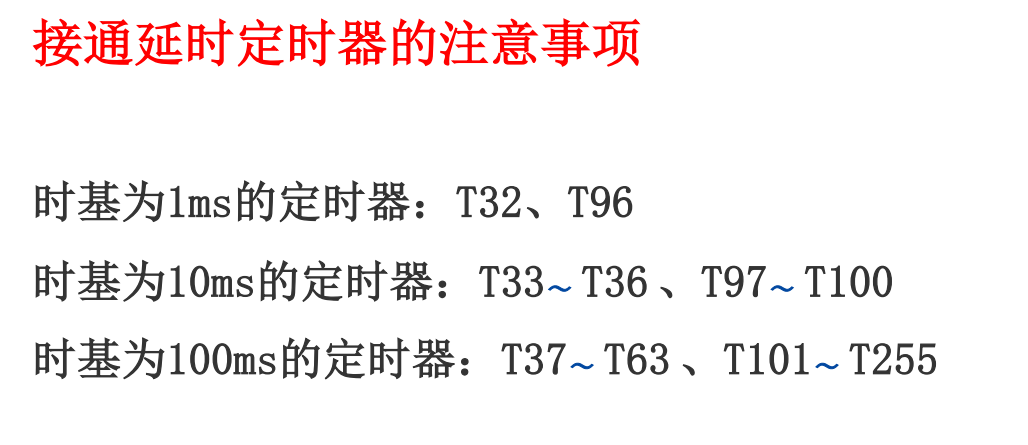 接通延时定时器的注意事项
时基为1ms的定时器：T32、T96
时基为10ms的定时器：T33~T36、T97~T100
时基为100ms的定时器：T37~T63、T101~T255